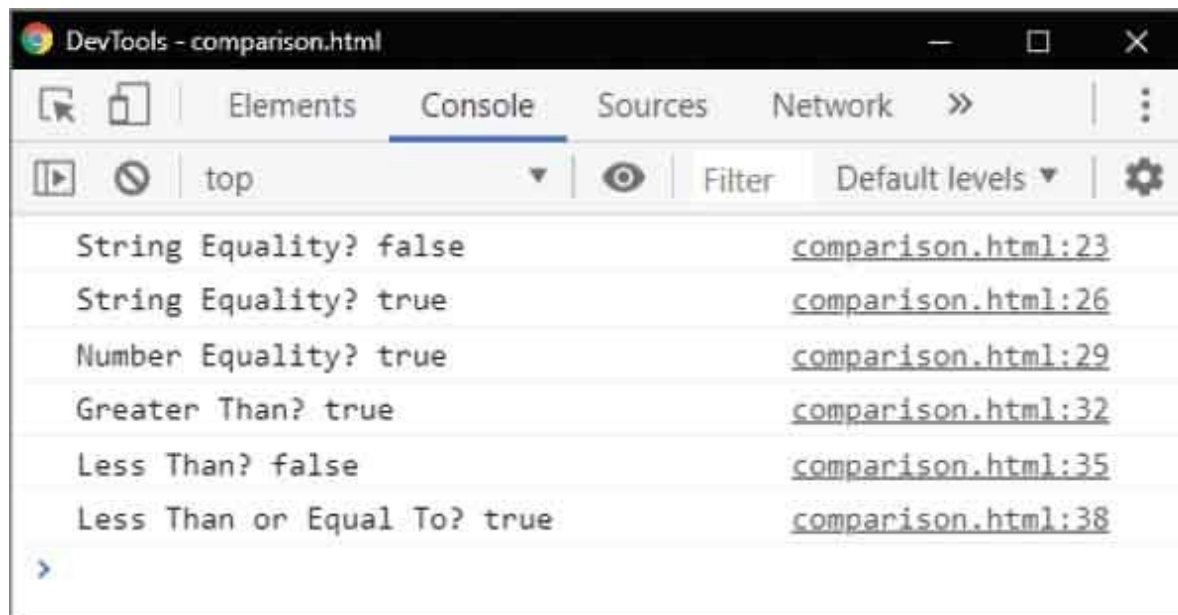 DevTools - comparison.html
Elements Console Sources Network »
top Filter Default levels
String Equality? false comparison.html:23
String Equality? true comparison.html:26
Number Equality? true comparison.html:29
Greater Than? true comparison.html:32
Less Than? false comparison.html:35
Less Than or Equal To? true comparison.html:38
>